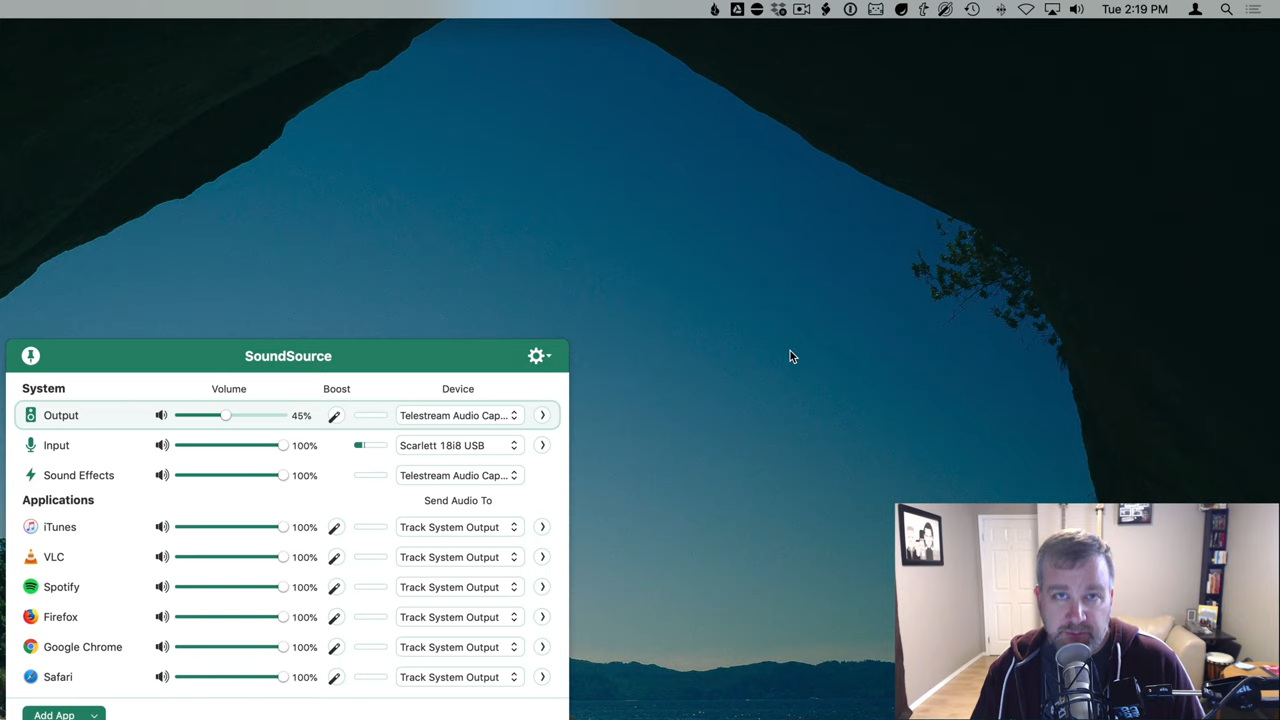 Tue 2:19 PM
SoundSource
System Volume Boost Device
Output 45% Telestream Audio Cap...
Input 100% Scarlett 18i8 USB
Sound Effects 100% Telestream Audio Cap...
Applications Send Audio To
iTunes 100% Track System Output
VLC 100% Track System Output
Spotify 100% Track System Output
Firefox 100% Track System Output
Google Chrome 100% Track System Output
Safari 100% Track System Output
Add App